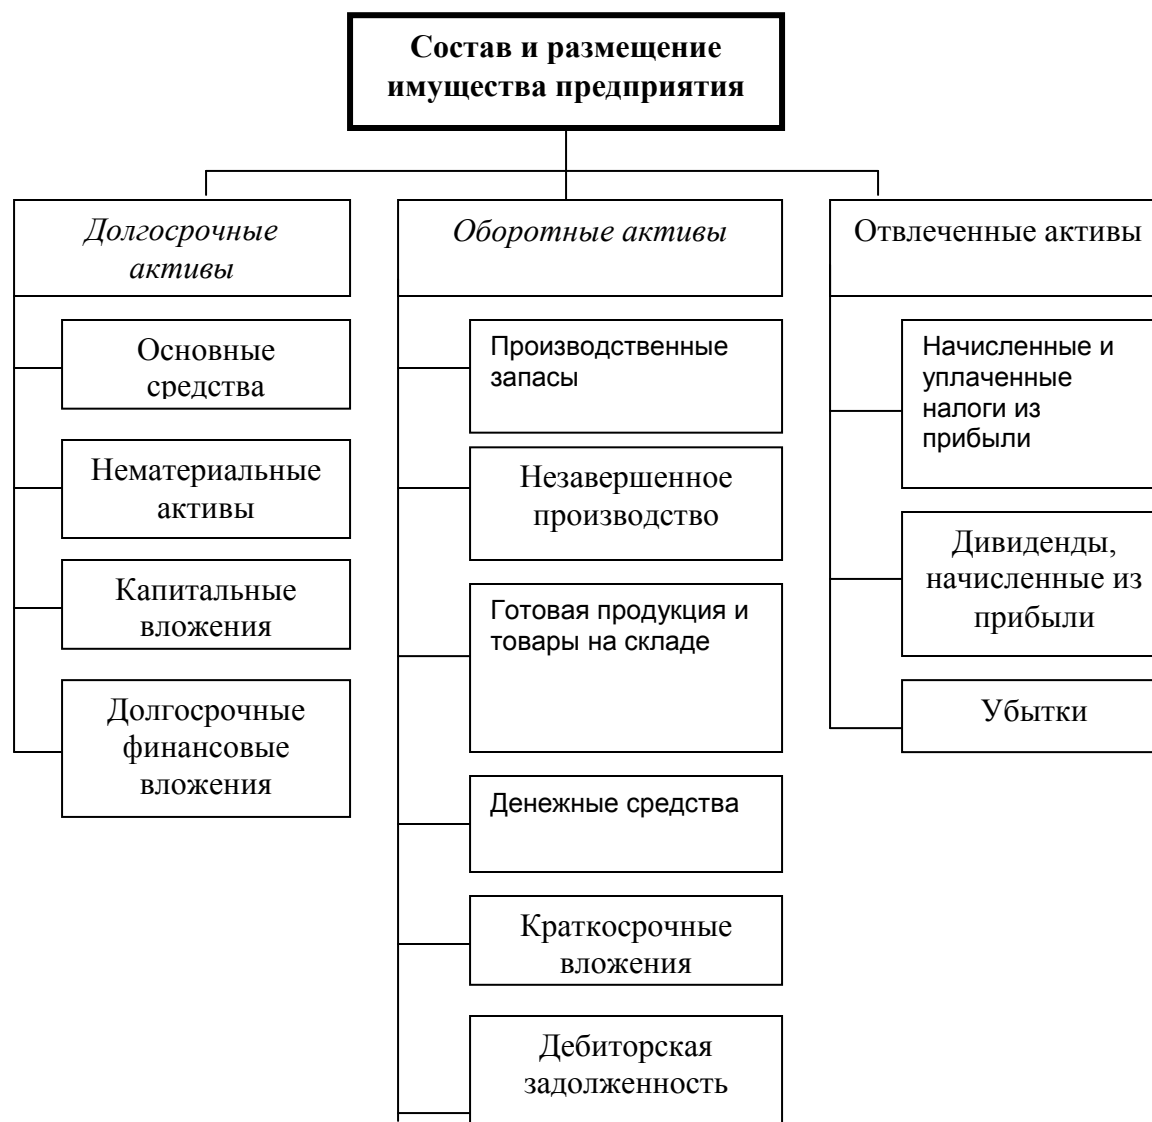 Состав и размещение
имущества предприятия
Долгосрочные
активы
Основные
средства
Нематериальные
активы
Капитальные
вложения
Долгосрочные
финансовые
вложения
Оборотные активы
Производственные
запасы
Незавершенное
производство
Готовая продукция и
товары на складе
Денежные средства
Краткосрочные
вложения
Дебиторская
задолженность
Отвлеченные активы
Начисленные и
уплаченные
налоги из
прибыли
Дивиденды,
начисленные из
прибыли
Убытки